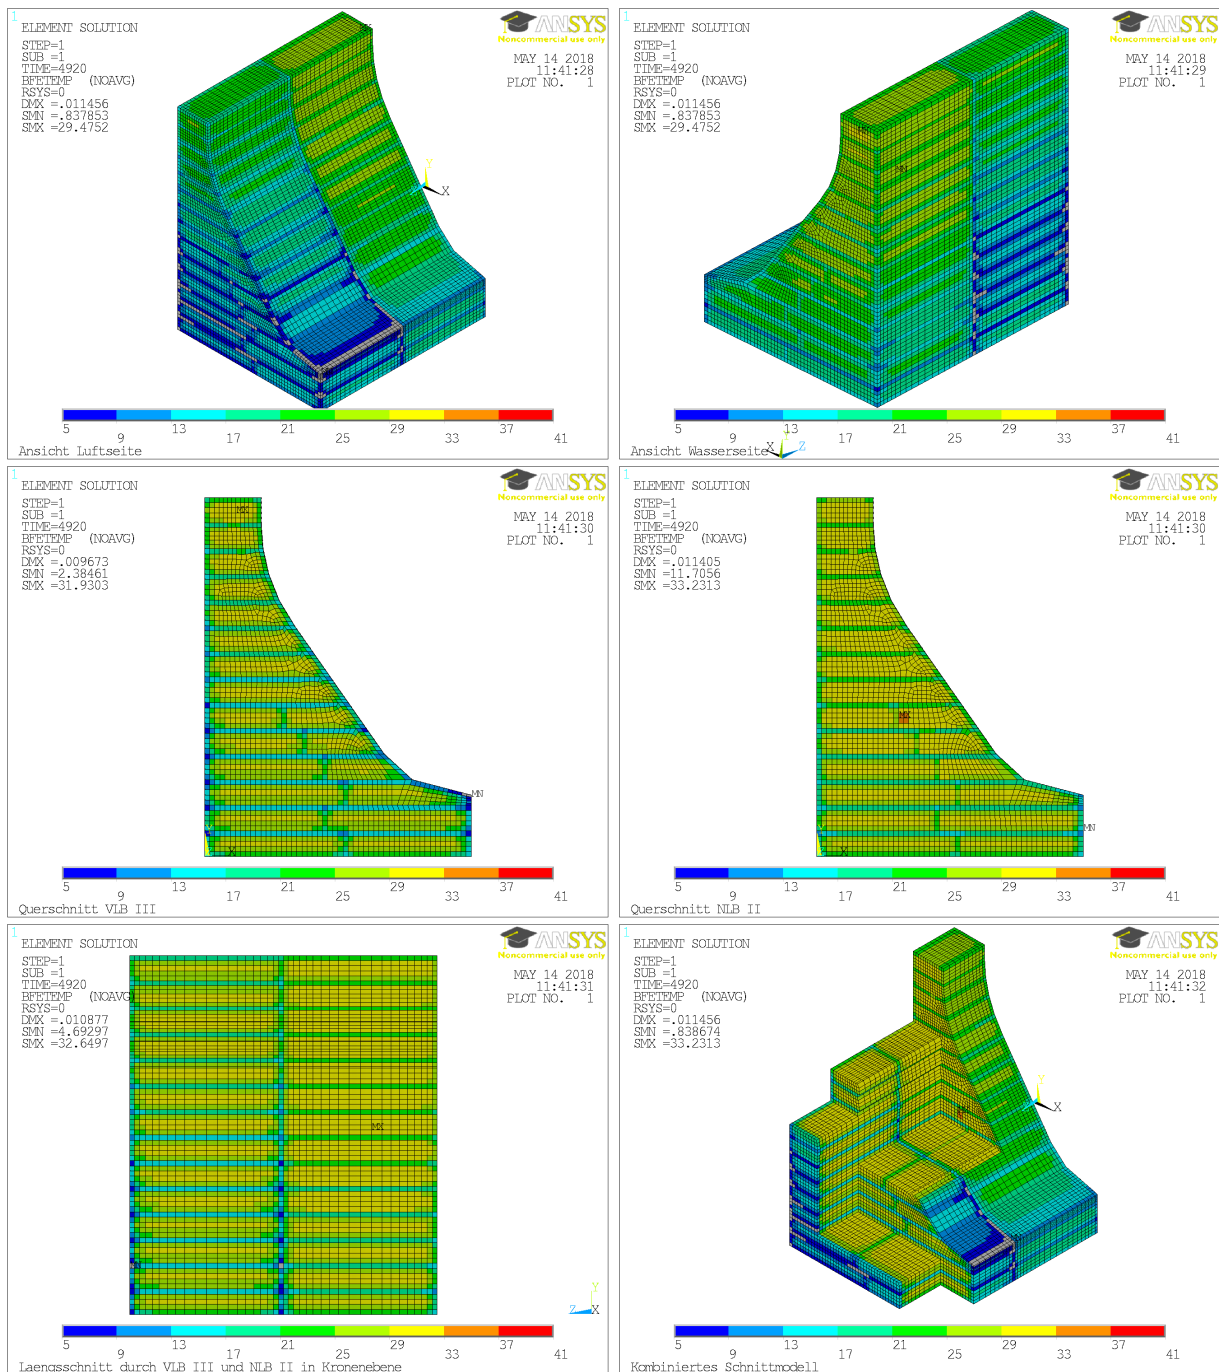 1
ELEMENT SOLUTION
STEP=1
SUB =1
TIME=4920
BFETEMP (NOAVG)
RSYS=0
DMX =.011456
SMN =.837853
SMX =29.4752
ANSYS
Noncommercial use only
MAY 14 2018
11:41:28
PLOT NO. 1
MX
Y
X
5 9 13 17 21 25 29 33 37 41
Ansicht Luftseite
1
ELEMENT SOLUTION
STEP=1
SUB =1
TIME=4920
BFETEMP (NOAVG)
RSYS=0
DMX =.011456
SMN =.837853
SMX =29.4752
ANSYS
Noncommercial use only
MAY 14 2018
11:41:29
PLOT NO. 1
MN
5 9 13 17 21 25 29 33 37 41
Ansicht Wasserseite
X Y Z
1
ELEMENT SOLUTION
STEP=1
SUB =1
TIME=4920
BFETEMP (NOAVG)
RSYS=0
DMX =.009673
SMN =2.38461
SMX =31.9303
ANSYS
Noncommercial use only
MAY 14 2018
11:41:30
PLOT NO. 1
MX
MN
Y
X
5 9 13 17 21 25 29 33 37 41
Querschnitt VLB III
1
ELEMENT SOLUTION
STEP=1
SUB =1
TIME=4920
BFETEMP (NOAVG)
RSYS=0
DMX =.011405
SMN =11.7056
SMX =33.2313
ANSYS
Noncommercial use only
MAY 14 2018
11:41:30
PLOT NO. 1
MX
MN
Y
X
5 9 13 17 21 25 29 33 37 41
Querschnitt NLB II
1
ELEMENT SOLUTION
STEP=1
SUB =1
TIME=4920
BFETEMP (NOAVG)
RSYS=0
DMX =.010877
SMN =4.69297
SMX =32.6497
ANSYS
Noncommercial use only
MAY 14 2018
11:41:31
PLOT NO. 1
MX
MN
Y
Z X
5 9 13 17 21 25 29 33 37 41
Laengsschnitt durch VLB III und NLB II in Kronenebene
1
ELEMENT SOLUTION
STEP=1
SUB =1
TIME=4920
BFETEMP (NOAVG)
RSYS=0
DMX =.011456
SMN =.838674
SMX =33.2313
ANSYS
Noncommercial use only
MAY 14 2018
11:41:32
PLOT NO. 1
Y
X
5 9 13 17 21 25 29 33 37 41
Kombiniertes Schnittmodell